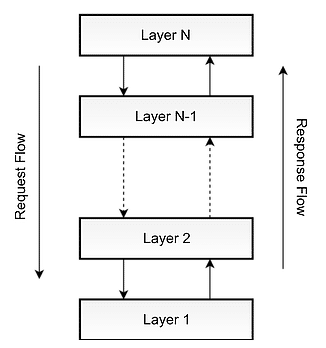 Layer N
Layer N-1
Request Flow
Response Flow
Layer 2
Layer 1